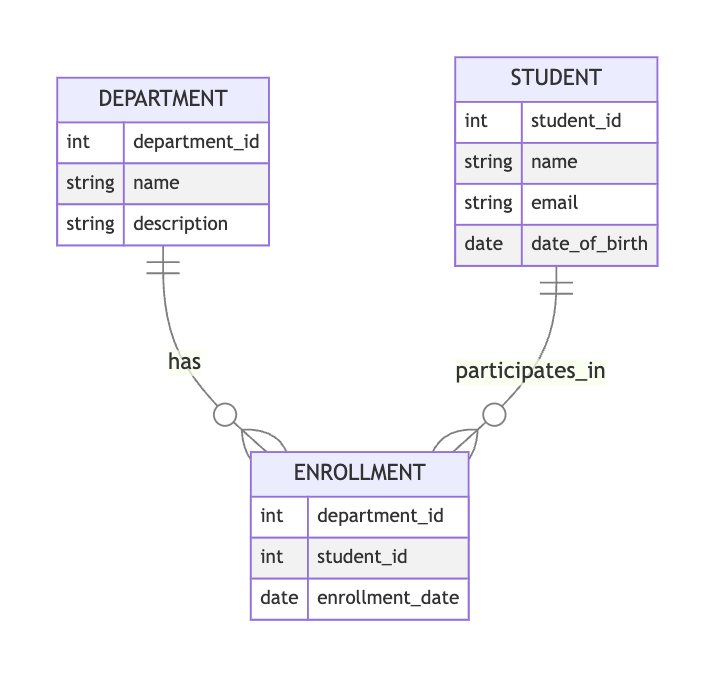 DEPARTMENT
int department_id
string name
string description
STUDENT
int student_id
string name
string email
date date_of_birth
has
participates_in
ENROLLMENT
int department_id
int student_id
date enrollment_date